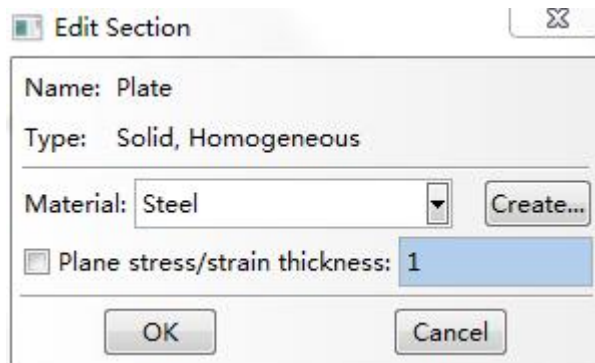 Edit Section
Name: Plate
Type: Solid, Homogeneous
Material: Steel Create...
Plane stress/strain thickness: 1
OK Cancel